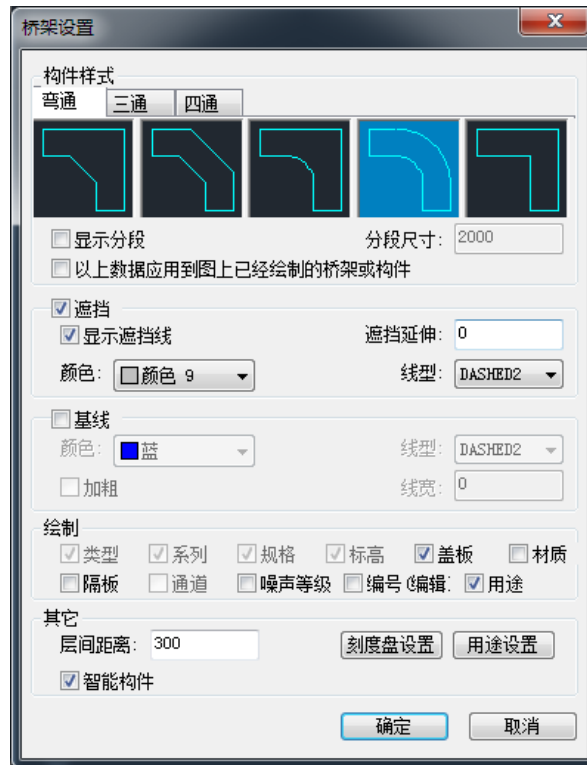 桥架设置
构件样式
弯通 三通 四通
显示分段 分段尺寸: 2000
以上数据应用到图上已经绘制的桥架或构件
遮挡
显示遮挡线 遮挡延伸: 0
颜色: 颜色 9 线型: DASHED2
基线
颜色: 蓝 线型: DASHED2
加粗 线宽: 0
绘制
类型 系列 规格 标高 盖板 材质
隔板 通道 噪声等级 编号(编辑: 用途
其它
层间距离: 300 刻度盘设置 用途设置
智能构件
确定 取消